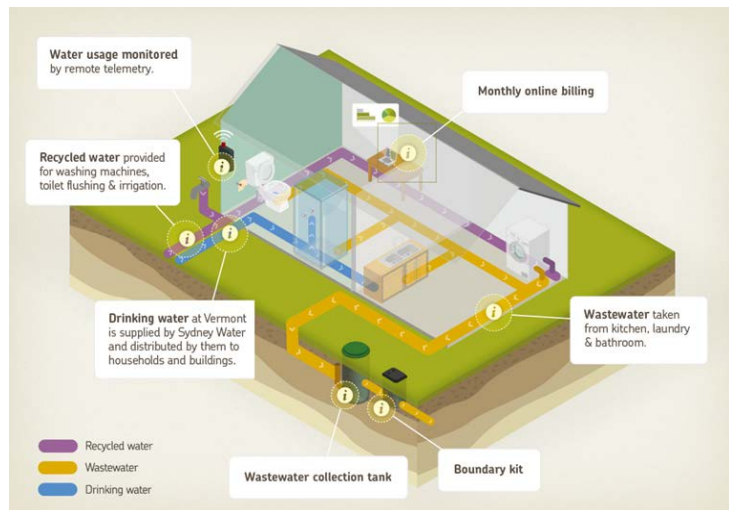 Water usage monitored
by remote telemetry.
Monthly online billing
Recycled water provided
for washing machines,
toilet flushing & irrigation.
Drinking water at Vermont
is supplied by Sydney Water
and distributed by them to
households and buildings.
Wastewater taken
from kitchen, laundry
& bathroom.
Wastewater collection tank
Boundary kit
Recycled water
Wastewater
Drinking water
i
i
i
i
i
i
i